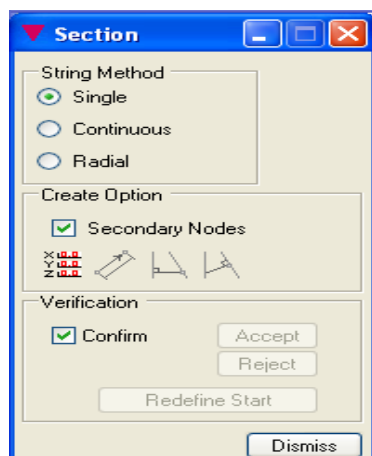 Section
String Method
Single
Continuous
Radial
Create Option
Secondary Nodes
X
Y
Z
Verification
Confirm
Accept
Reject
Redefine Start
Dismiss